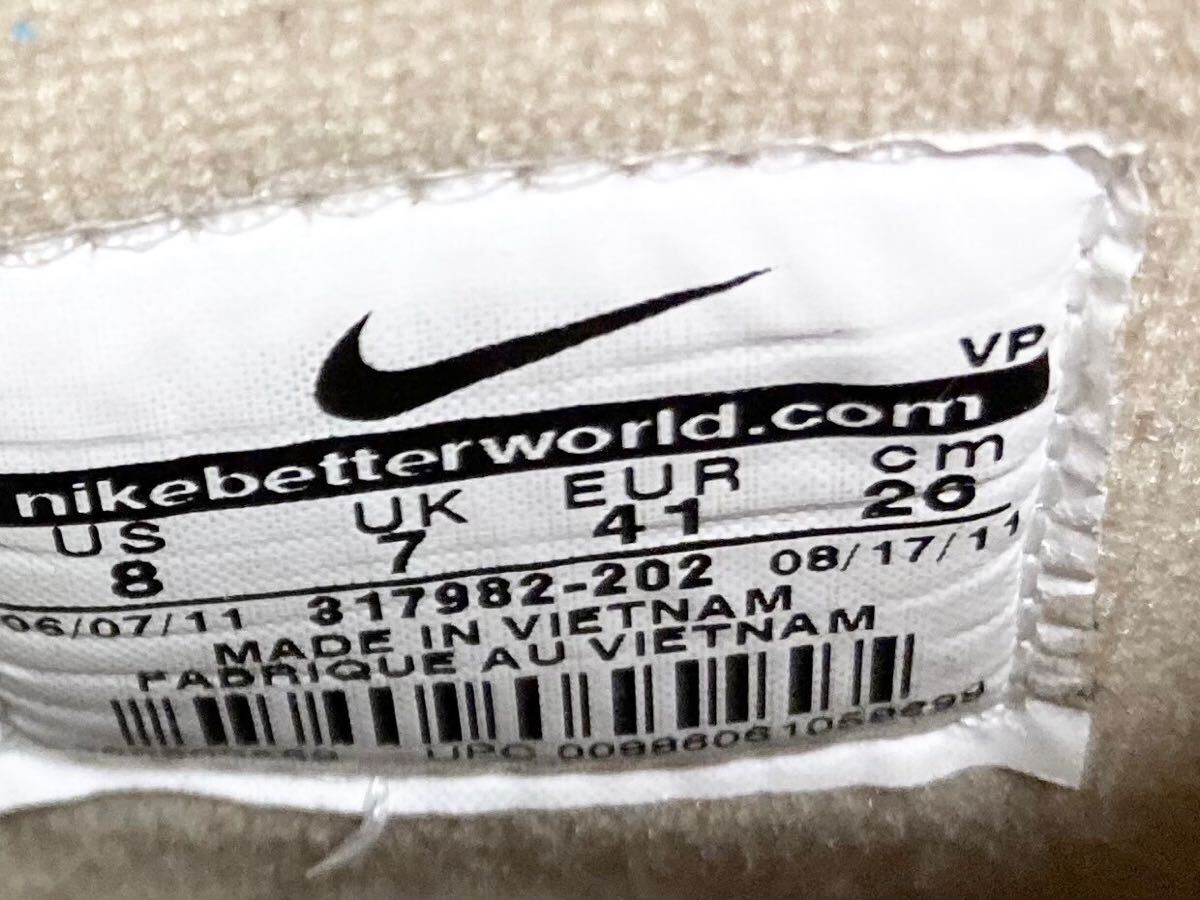 VP
nikebetterworld.com
US UK EUR cm
8 7 41 26
06/07/11 317982-202 08/17/11
MADE IN VIETNAM
FABRIQUE AU VIETNAM
UPC